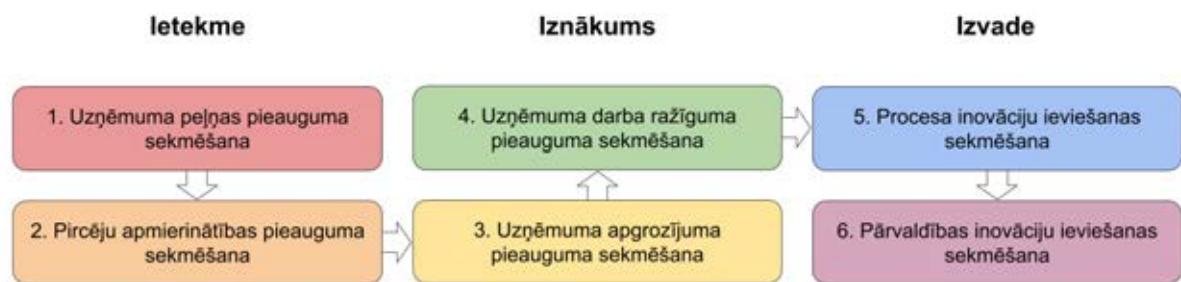 Ietekme
Iznākums
Izvade
1. Uzņēmuma peļņas pieauguma
sekmēšana
2. Pircēju apmierinātības pieauguma
sekmēšana
3. Uzņēmuma apgrozījuma
pieauguma sekmēšana
4. Uzņēmuma darba ražīguma
pieauguma sekmēšana
5. Procesa inovāciju ieviešanas
sekmēšana
6. Pārvaldības inovāciju ieviešanas
sekmēšana